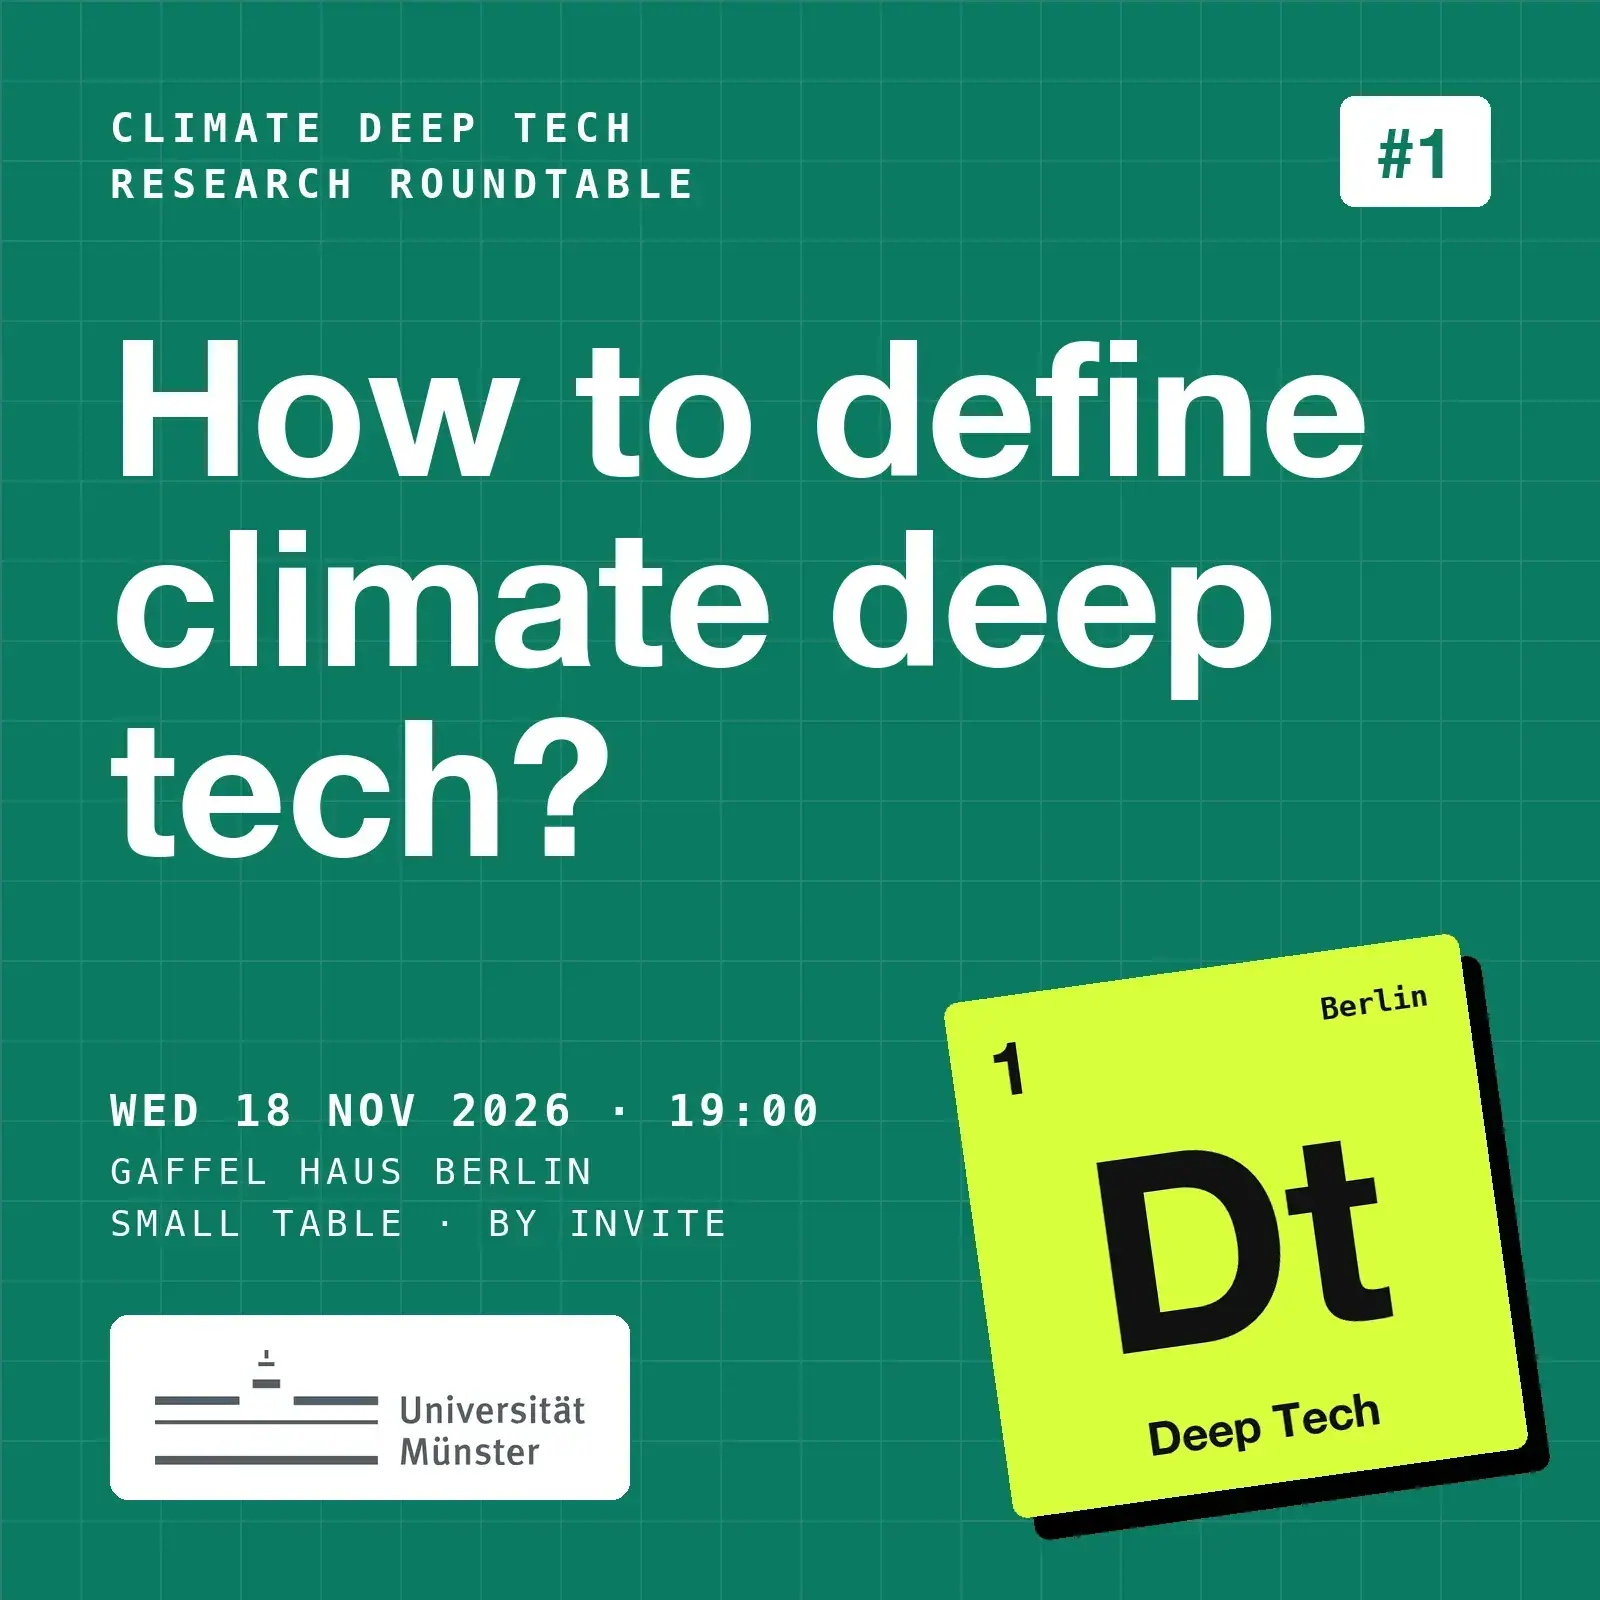 CLIMATE DEEP TECH
RESEARCH ROUNDTABLE
#1
How to define
climate deep
tech?
WED 18 NOV 2026 · 19:00
GAFFEL HAUS BERLIN
SMALL TABLE · BY INVITE
Universität
Münster
Berlin
1
Dt
Deep Tech